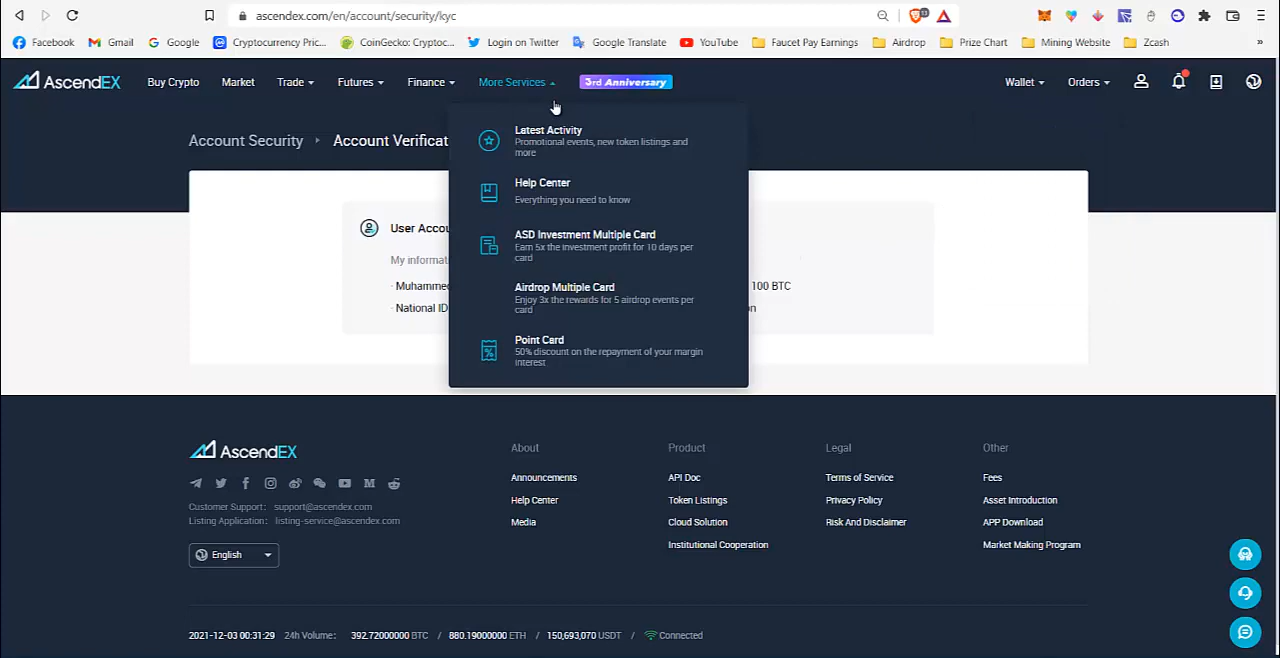 ascendex.com/en/account/security/kyc
Facebook Gmail Google Cryptocurrency Pric... CoinGecko: Cryptoc... Login on Twitter Google Translate YouTube Faucet Pay Earnings Airdrop Prize Chart Mining Website Zcash »
AscendEX Buy Crypto Market Trade Futures Finance More Services 3rd Anniversary Wallet Orders
Account Security Account Verificat
Latest Activity
Promotional events, new token listings and
more
Help Center
Everything you need to know
ASD Investment Multiple Card
Earn 5x the investment profit for 10 days per
card
Airdrop Multiple Card
Enjoy 3x the rewards for 5 airdrop events per
card
Point Card
50% discount on the repayment of your margin
interest
User Accou
My informat
· Muhammed 100 BTC
· National ID on
AscendEX
Customer Support: support@ascendex.com
Listing Application: listing-service@ascendex.com
English
About
Announcements
Help Center
Media
Product
API Doc
Token Listings
Cloud Solution
Institutional Cooperation
Legal
Terms of Service
Privacy Policy
Risk And Disclaimer
Other
Fees
Asset Introduction
APP Download
Market Making Program
2021-12-03 00:31:29 24h Volume: 392.72000000 BTC / 880.19000000 ETH / 150,693,070 USDT / Connected